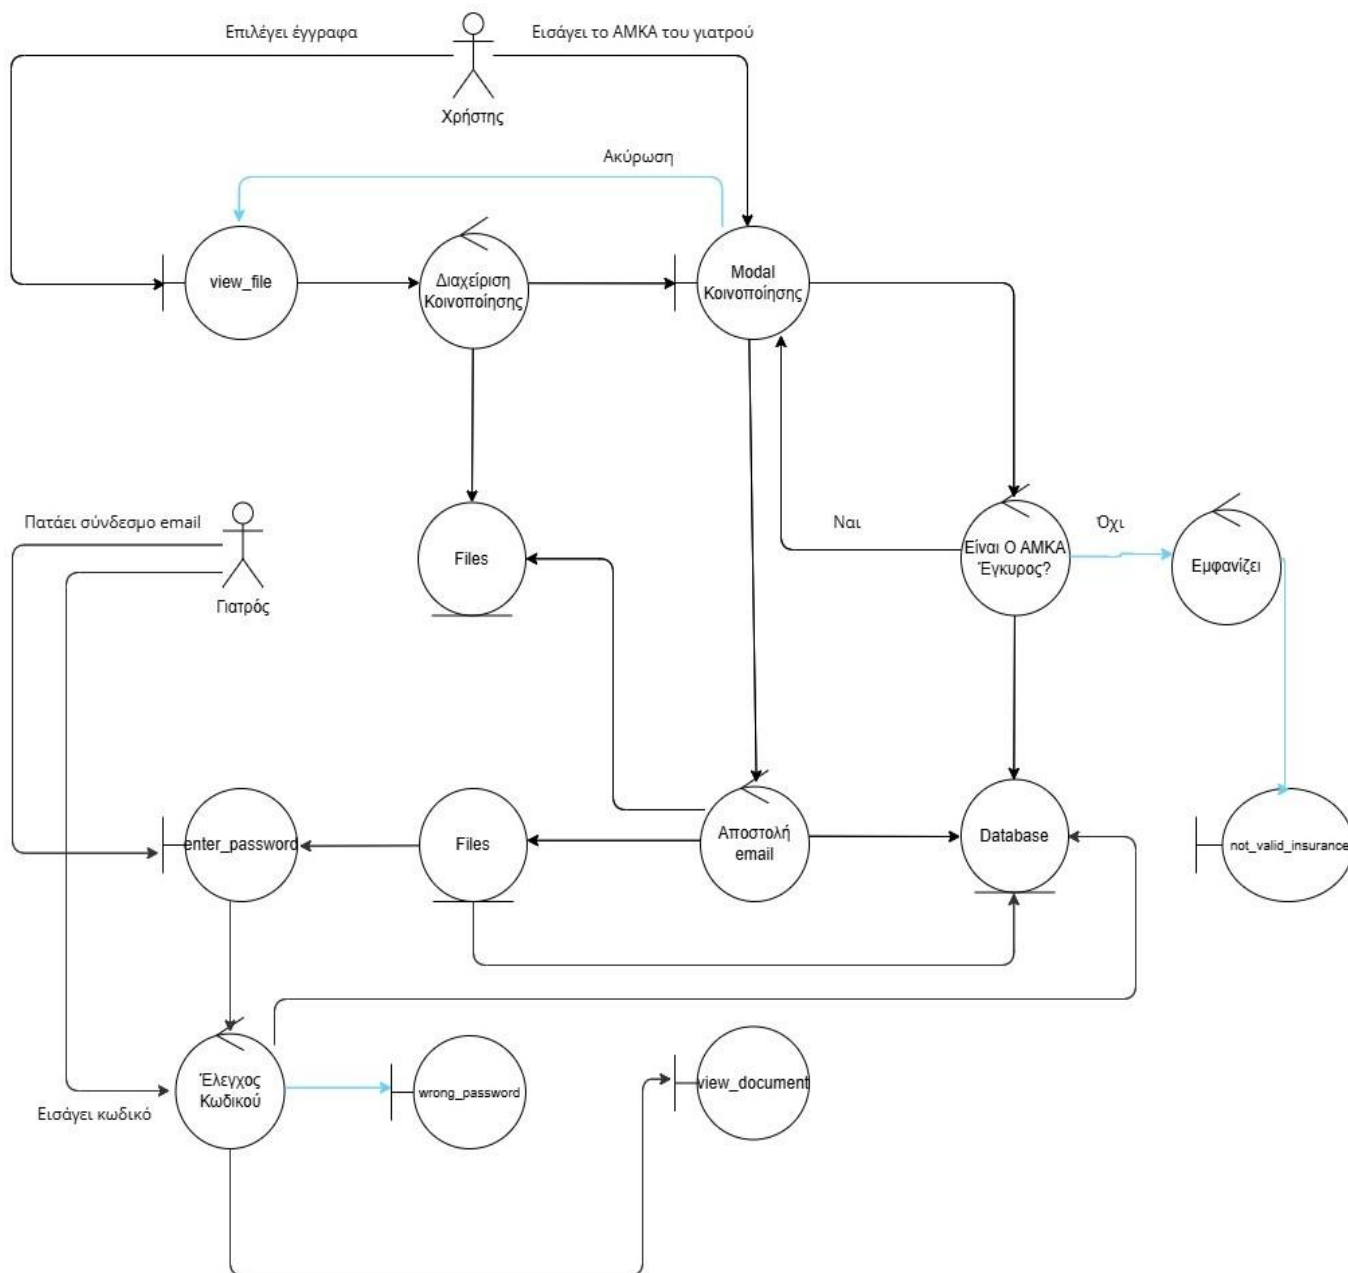 Επιλέγει έγγραφα
Εισάγει το ΑΜΚΑ του γιατρού
Χρήστης
Ακύρωση
view_file
Διαχείριση
Κοινοποίησης
Modal
Κοινοποίησης
Πατάει σύνδεσμο email
Γιατρός
Files
Ναι
Είναι Ο ΑΜΚΑ
Έγκυρος?
Όχι
Εμφανίζει
enter_password
Files
Αποστολή
email
Database
not_valid_insurance
Έλεγχος
Κωδικού
Εισάγει κωδικό
wrong_password
view_document